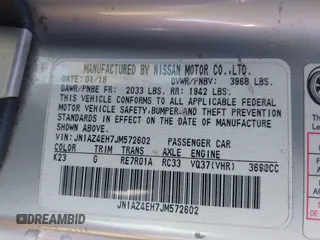 MANUFACTURED BY NISSAN MOTOR CO.,LTD.
DATE: 01/18 GVWR/PNBV: 3968 LBS.
GAWR/PNBE FR: 2033 LBS. RR: 1942 LBS.
THIS VEHICLE CONFORMS TO ALL APPLICABLE FEDERAL
MOTOR VEHICLE SAFETY,BUMPER,AND THEFT
PREVENTION STANDARDS IN EFFECT ON THE DATE OF
MANUFACTURE SHOWN ABOVE.
VIN: JN1AZ4EH7JM572602 PASSENGER CAR
COLOR TRIM TRANS AXLE ENGINE
K23 G RE7R01A RC33 VQ37(VHR) 3696CC
JN1AZ4EH7JM572602
© DEALERBID
.com